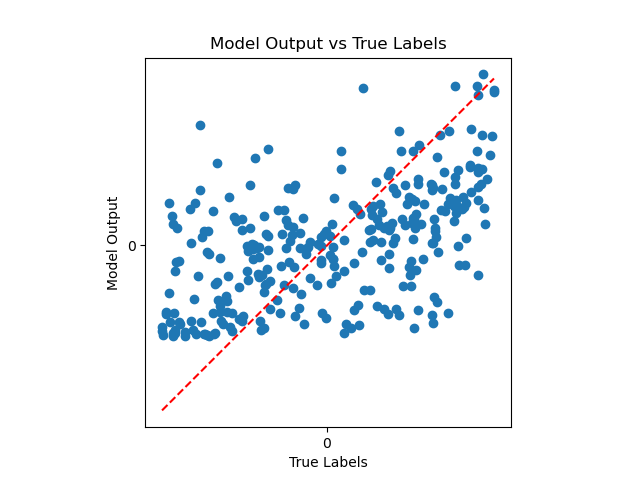 Model Output vs True Labels
Model Output
0
0
True Labels